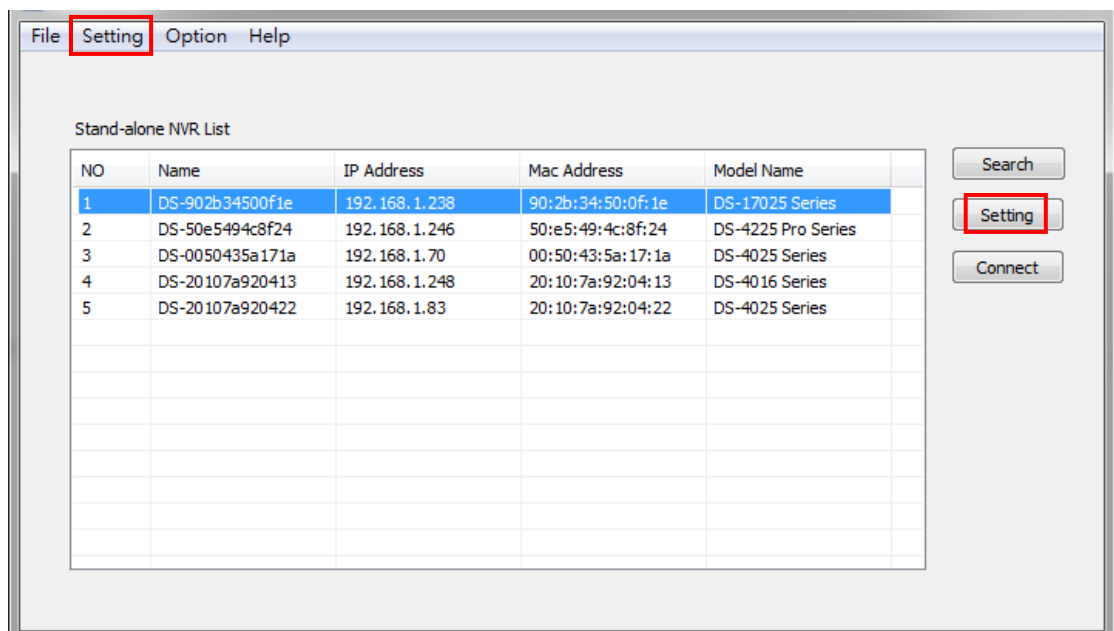 File Setting Option Help
Stand-alone NVR List
NO Name IP Address Mac Address Model Name
Search
1 DS-902b34500f1e 192.168.1.238 90:2b:34:50:0f:1e DS-17025 Series
Setting
2 DS-50e5494c8f24 192.168.1.246 50:e5:49:4c:8f:24 DS-4225 Pro Series
3 DS-0050435a171a 192.168.1.70 00:50:43:5a:17:1a DS-4025 Series
Connect
4 DS-20107a920413 192.168.1.248 20:10:7a:92:04:13 DS-4016 Series
5 DS-20107a920422 192.168.1.83 20:10:7a:92:04:22 DS-4025 Series